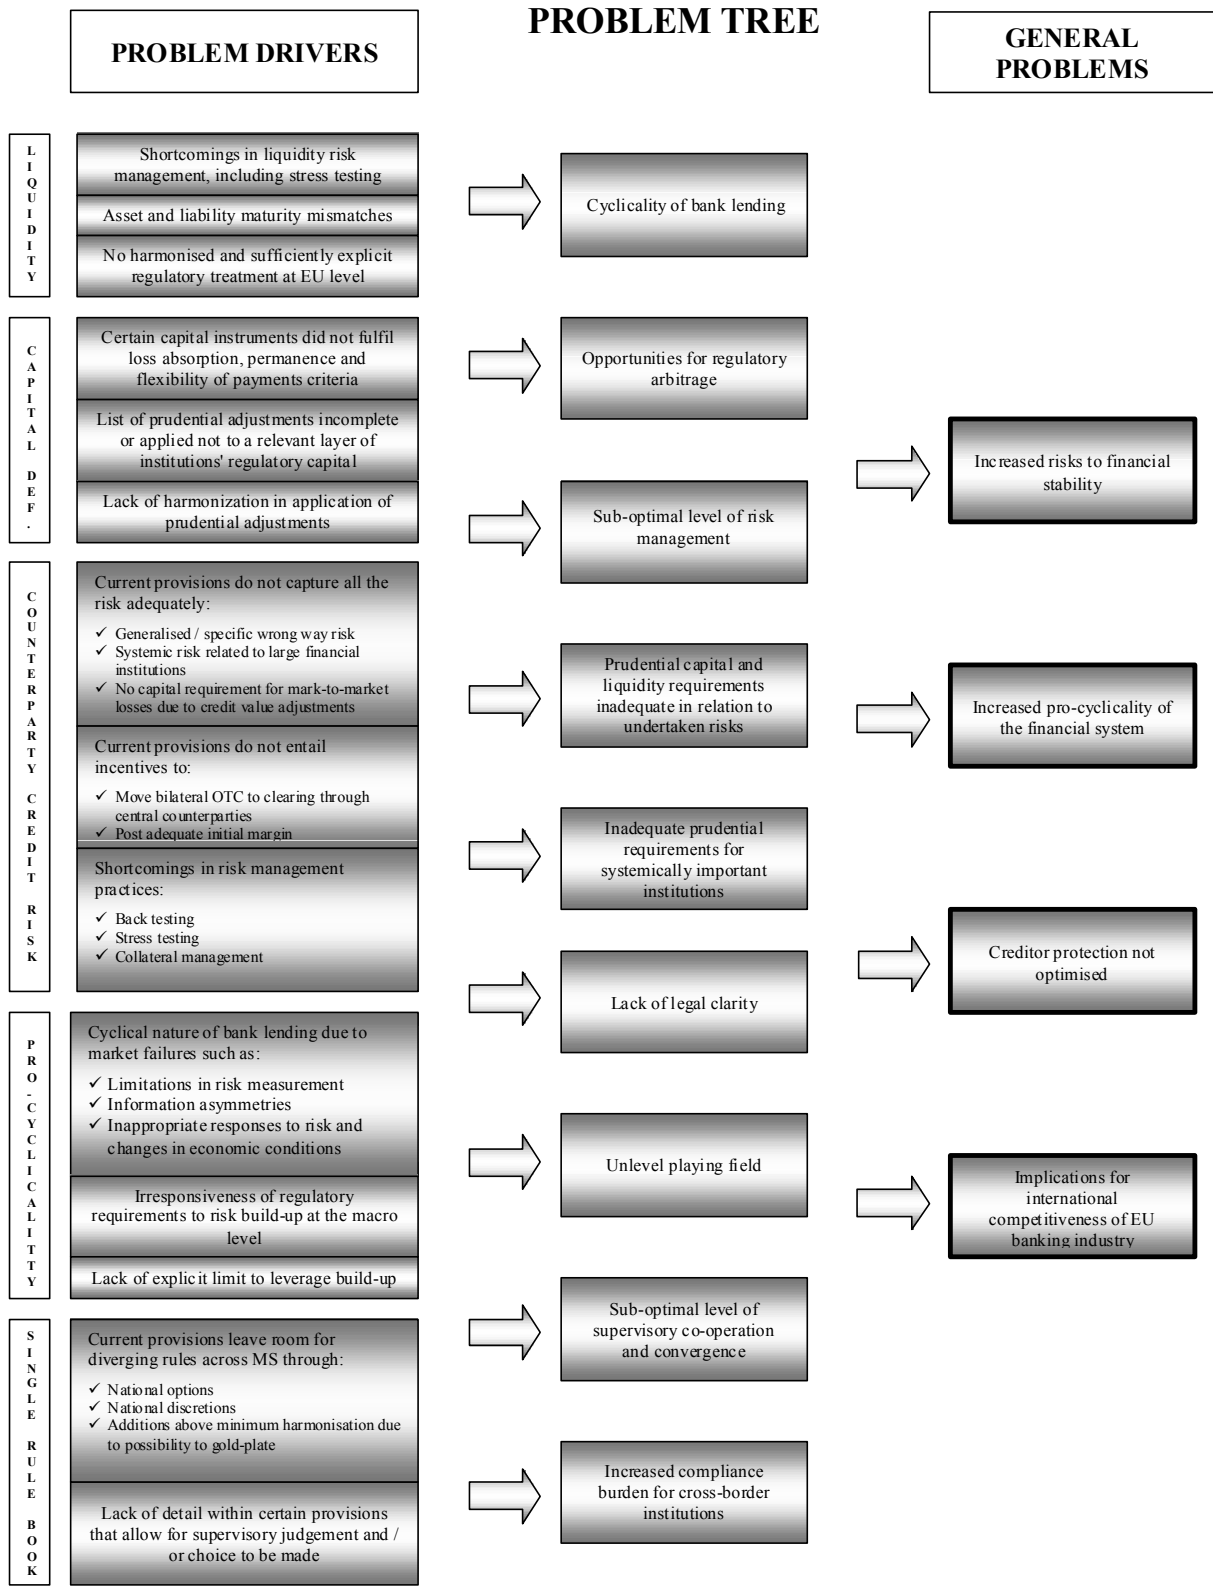 PROBLEM TREE
PROBLEM DRIVERS
GENERAL
PROBLEMS
LIQUIDITY
Shortcomings in liquidity risk
management, including stress testing
Asset and liability maturity mismatches
No harmonised and sufficiently explicit
regulatory treatment at EU level
CAPITAL DEF.
Certain capital instruments did not fulfil
loss absorption, permanence and
flexibility of payments criteria
List of prudential adjustments incomplete
or applied not to a relevant layer of
institutions' regulatory capital
Lack of harmonization in application of
prudential adjustments
COUNTERPARTY CREDIT RISK
Current provisions do not capture all the
risk adequately:
✓ Generalised / specific wrong way risk
✓ Systemic risk related to large financial
institutions
✓ No capital requirement for mark-to-market
losses due to credit value adjustments
Current provisions do not entail
incentives to:
✓ Move bilateral OTC to clearing through
central counterparties
✓ Post adequate initial margin
Shortcomings in risk management
practices:
✓ Back testing
✓ Stress testing
✓ Collateral management
PRO-CYCLICALITTY
Cyclical nature of bank lending due to
market failures such as:
✓ Limitations in risk measurement
✓ Information asymmetries
✓ Inappropriate responses to risk and
changes in economic conditions
Irresponsiveness of regulatory
requirements to risk build-up at the macro
level
Lack of explicit limit to leverage build-up
SINGLE RULE BOOK
Current provisions leave room for
diverging rules across MS through:
✓ National options
✓ National discretions
✓ Additions above minimum harmonisation due
to possibility to gold-plate
Lack of detail within certain provisions
that allow for supervisory judgement and /
or choice to be made
Cyclicality of bank lending
Opportunities for regulatory
arbitrage
Sub-optimal level of risk
management
Prudential capital and
liquidity requirements
inadequate in relation to
undertaken risks
Inadequate prudential
requirements for
systemically important
institutions
Lack of legal clarity
Unlevel playing field
Sub-optimal level of
supervisory co-operation
and convergence
Increased compliance
burden for cross-border
institutions
Increased risks to financial
stability
Increased pro-cyclicality of
the financial system
Creditor protection not
optimised
Implications for
international
competitiveness of EU
banking industry